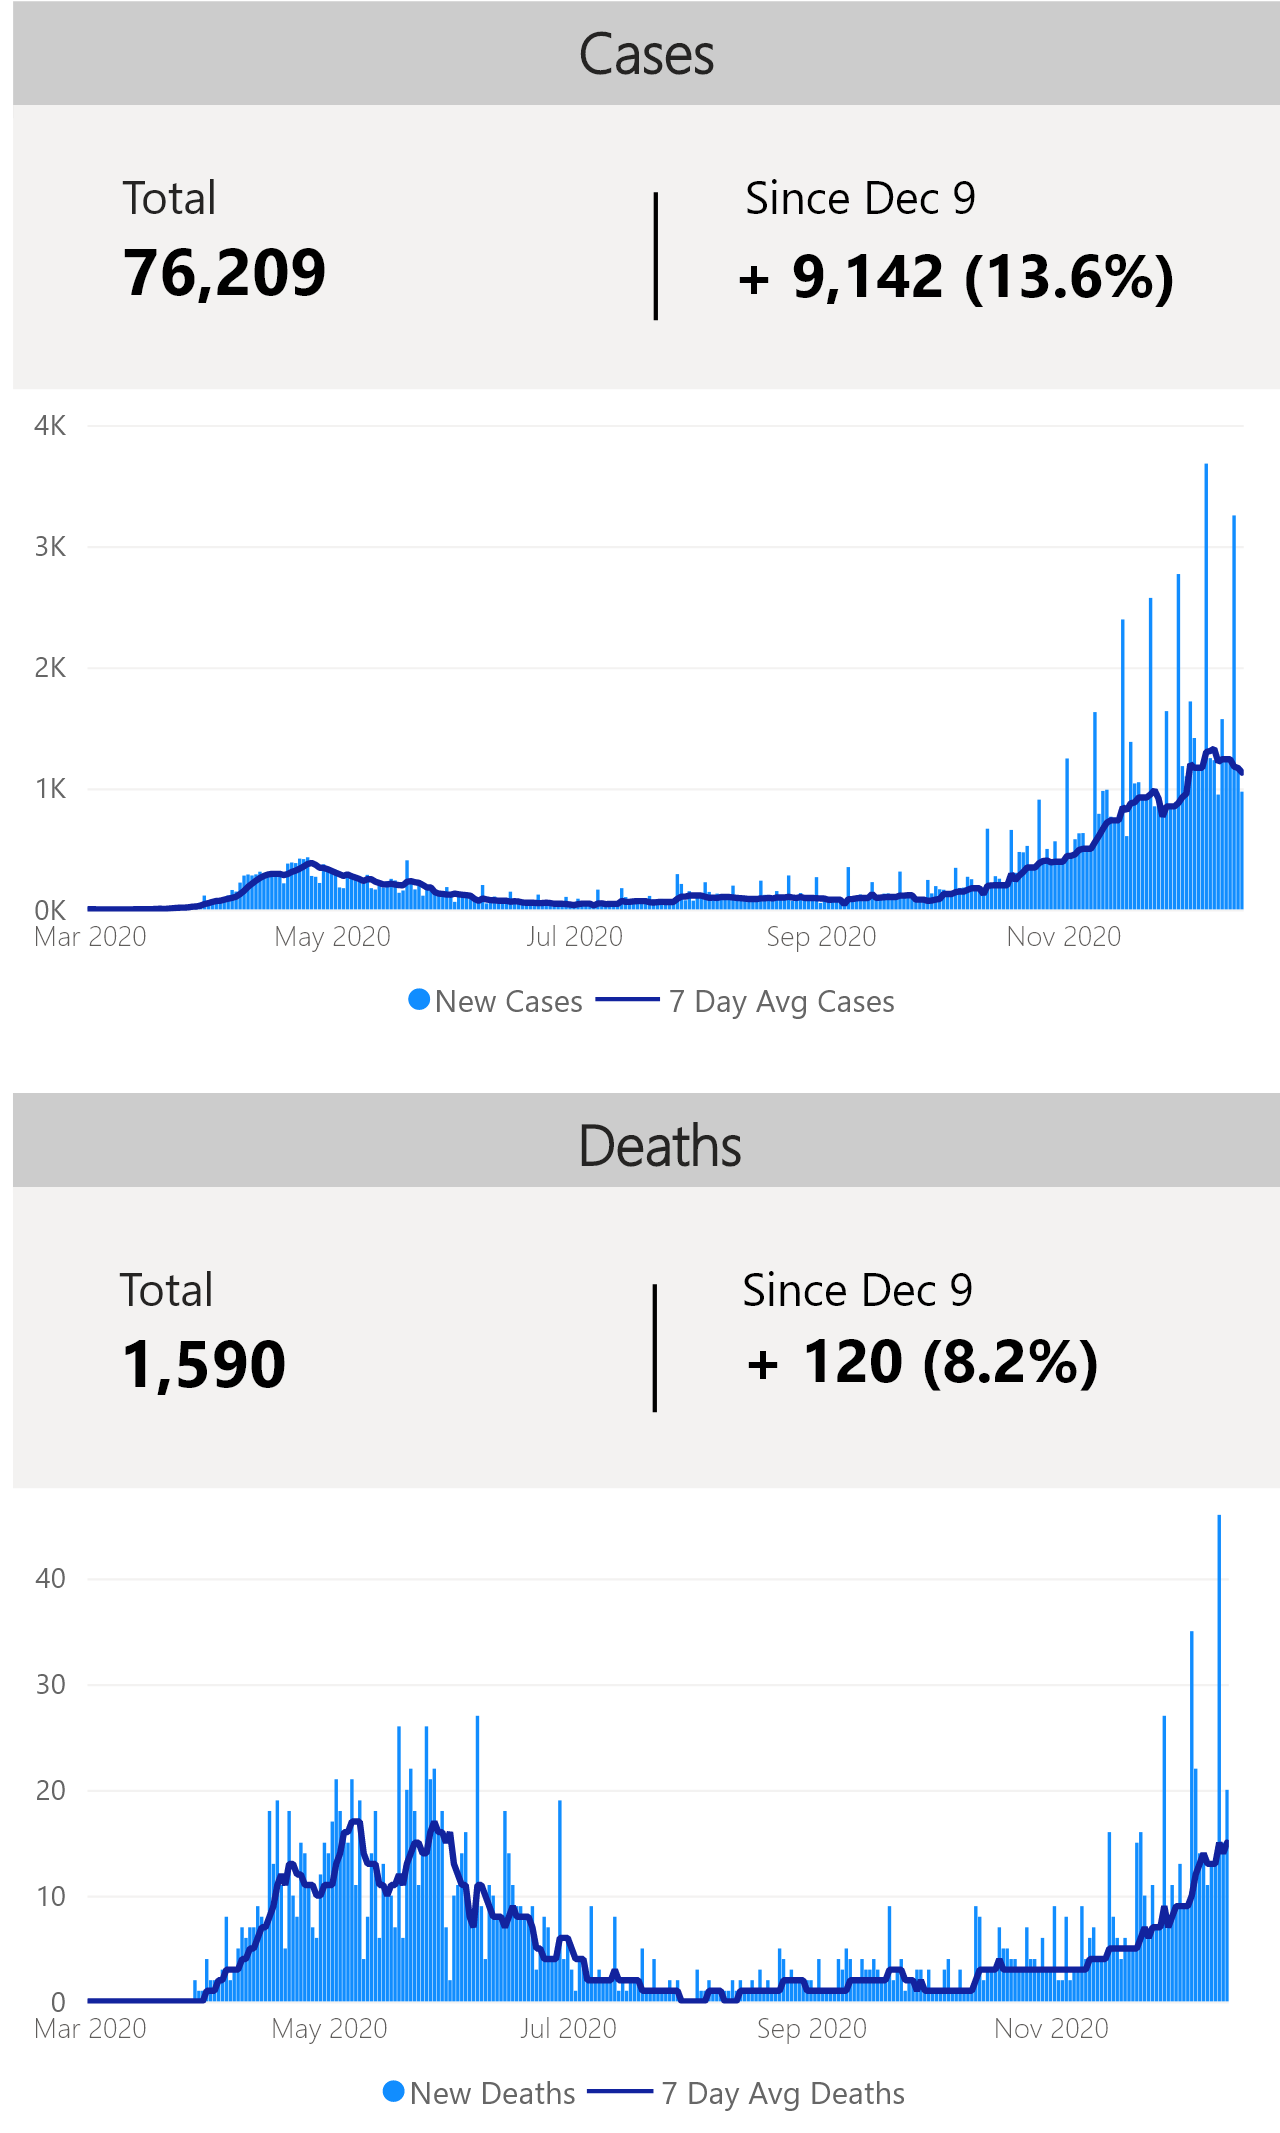 Cases
Total
Since Dec 9
76,209
+ 9,142 (13.6%)
4K
3K
2K
1K
0K
Mar 2020 May 2020 Jul 2020 Sep 2020 Nov 2020
New Cases 7 Day Avg Cases
Deaths
Total
Since Dec 9
1,590
+ 120 (8.2%)
40
30
20
10
0
Mar 2020 May 2020 Jul 2020 Sep 2020 Nov 2020
New Deaths 7 Day Avg Deaths